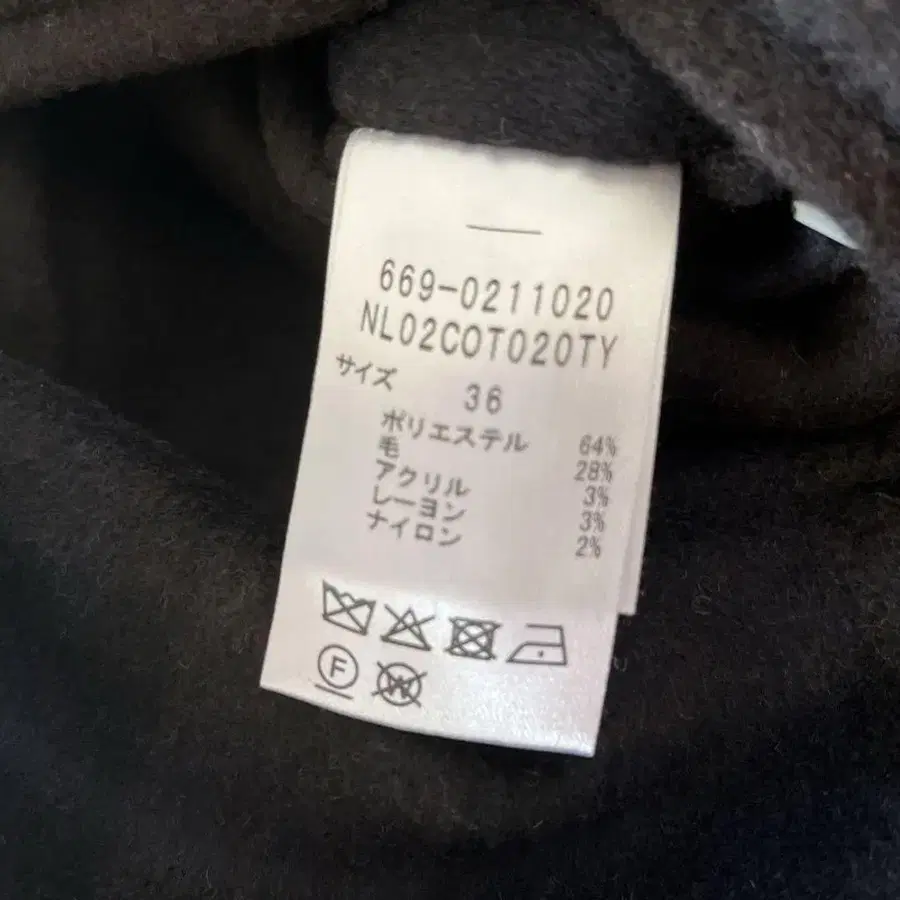 669-0211020
NL02COT020TY
サイズ 36
ポリエステル 64%
毛 28%
アクリル 3%
レーヨン 3%
ナイロン 2%
F
W